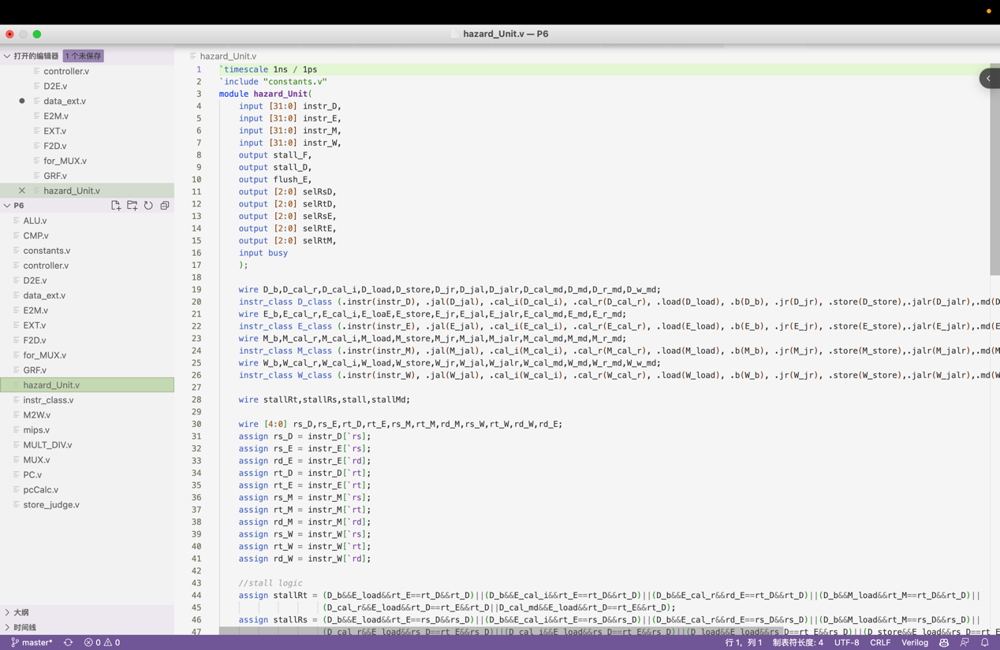 hazard_Unit.v — P6
打开的编辑器 1 个未保存
controller.v
D2E.v
data_ext.v
E2M.v
EXT.v
F2D.v
for_MUX.v
GRF.v
hazard_Unit.v
P6
ALU.v
CMP.v
constants.v
controller.v
D2E.v
data_ext.v
E2M.v
EXT.v
F2D.v
for_MUX.v
GRF.v
hazard_Unit.v
instr_class.v
M2W.v
mips.v
MULT_DIV.v
MUX.v
PC.v
pcCalc.v
store_judge.v
大纲
时间线
hazard_Unit.v
1 `timescale 1ns / 1ps
2 `include "constants.v"
3 module hazard_Unit(
4 input [31:0] instr_D,
5 input [31:0] instr_E,
6 input [31:0] instr_M,
7 input [31:0] instr_W,
8 output stall_F,
9 output stall_D,
10 output flush_E,
11 output [2:0] selRsD,
12 output [2:0] selRtD,
13 output [2:0] selRsE,
14 output [2:0] selRtE,
15 output [2:0] selRtM,
16 input busy
17 );
18
19 wire D_b,D_cal_r,D_cal_i,D_load,D_store,D_jr,D_jal,D_jalr,D_cal_md,D_md,D_r_md,D_w_md;
20 instr_class D_class (.instr(instr_D), .jal(D_jal), .cal_i(D_cal_i), .cal_r(D_cal_r), .load(D_load), .b(D_b), .jr(D_jr), .store(D_store),.jalr(D_jalr),.md(D
21 wire E_b,E_cal_r,E_cal_i,E_loaE,E_store,E_jr,E_jal,E_jalr,E_cal_md,E_md,E_r_md;
22 instr_class E_class (.instr(instr_E), .jal(E_jal), .cal_i(E_cal_i), .cal_r(E_cal_r), .load(E_load), .b(E_b), .jr(E_jr), .store(E_store),.jalr(E_jalr),.md(E
23 wire M_b,M_cal_r,M_cal_i,M_load,M_store,M_jr,M_jal,M_jalr,M_cal_md,M_md,M_r_md;
24 instr_class M_class (.instr(instr_M), .jal(M_jal), .cal_i(M_cal_i), .cal_r(M_cal_r), .load(M_load), .b(M_b), .jr(M_jr), .store(M_store),.jalr(M_jalr),.md(M
25 wire W_b,W_cal_r,W_cal_i,W_load,W_store,W_jr,W_jal,W_jalr,W_cal_md,W_md,W_r_md,W_w_md;
26 instr_class W_class (.instr(instr_W), .jal(W_jal), .cal_i(W_cal_i), .cal_r(W_cal_r), .load(W_load), .b(W_b), .jr(W_jr), .store(W_store),.jalr(W_jalr),.md(W
27
28 wire stallRt,stallRs,stall,stallMd;
29
30 wire [4:0] rs_D,rs_E,rt_D,rt_E,rs_M,rt_M,rd_M,rs_W,rt_W,rd_W,rd_E;
31 assign rs_D = instr_D[`rs];
32 assign rs_E = instr_E[`rs];
33 assign rd_E = instr_E[`rd];
34 assign rt_D = instr_D[`rt];
35 assign rt_E = instr_E[`rt];
36 assign rs_M = instr_M[`rs];
37 assign rt_M = instr_M[`rt];
38 assign rd_M = instr_M[`rd];
39 assign rs_W = instr_W[`rs];
40 assign rt_W = instr_W[`rt];
41 assign rd_W = instr_W[`rd];
42
43 //stall logic
44 assign stallRt = (D_b&&E_load&&rt_E==rt_D&&rt_D)||(D_b&&E_cal_i&&rt_E==rt_D&&rt_D)||(D_b&&E_cal_r&&rd_E==rt_D&&rt_D)||(D_b&&M_load&&rt_M==rt_D&&rt_D)||
45 (D_cal_r&&E_load&&rt_D==rt_E&&rt_D||D_cal_md&&E_load&&rt_D==rt_E&&rt_D);
46 assign stallRs = (D_b&&E_load&&rt_E==rs_D&&rs_D)||(D_b&&E_cal_i&&rt_E==rs_D&&rs_D)||(D_b&&E_cal_r&&rd_E==rs_D&&rs_D)||(D_b&&M_load&&rt_M==rs_D&&rs_D)||
47 (D_cal_r&&E_load&&rs_D==rt_E&&rs_D)||(D_cal_i&&E_load&&rs_D==rt_E&&rs_D)||(D_load&&E_load&&rs_D==rt_E&&rs_D)||(D_store&&E_load&&rs_D==rt_E
master* 0 0 行 1，列 1 制表符长度: 4 UTF-8 CRLF Verilog